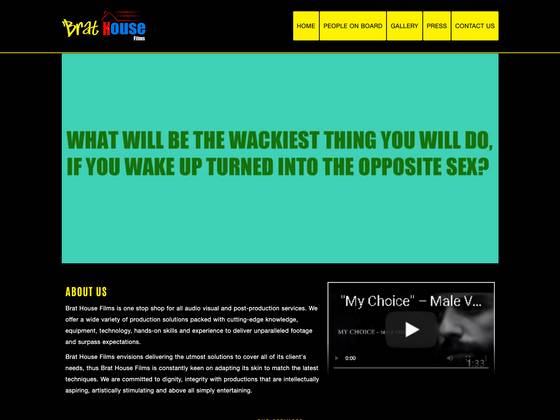 Brat House
Films
HOME
PEOPLE ON BOARD
GALLERY
PRESS
CONTACT US
WHAT WILL BE THE WACKIEST THING YOU WILL DO,
IF YOU WAKE UP TURNED INTO THE OPPOSITE SEX?
ABOUT US
Brat House Films is one stop shop for all audio visual and post-production services. We
offer a wide variety of production solutions packed with cutting-edge knowledge,
equipment, technology, hands-on skills and experience to deliver unparalleled footage
and surpass expectations.
Brat House Films envisions delivering the utmost solutions to cover all of its client's
needs, thus Brat House Films is constantly keen on adapting its skin to match the latest
techniques. We are committed to dignity, integrity with productions that are intellectually
aspiring, artistically stimulating and above all simply entertaining.
"My Choice" – Male V...
MY CHOICE -
0:00
1:33